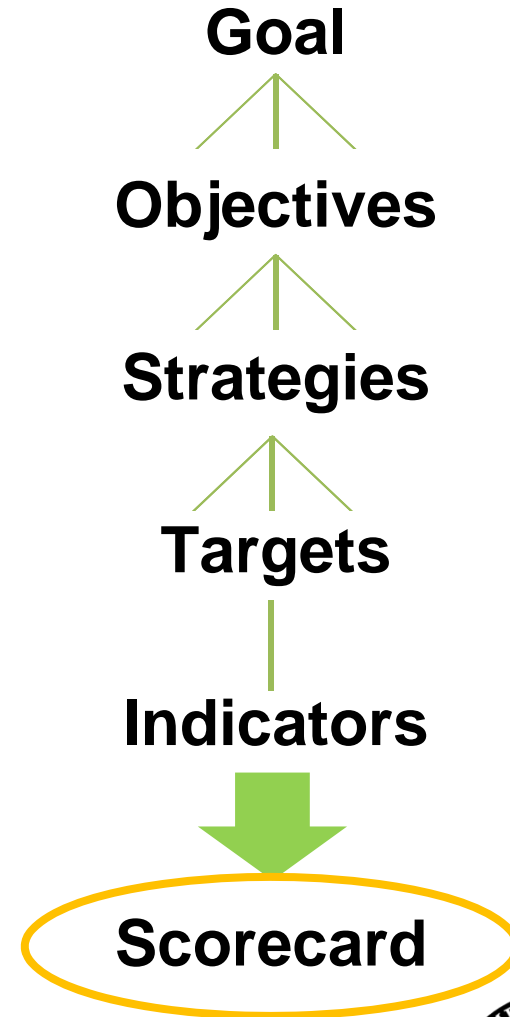 Goal
Objectives
Strategies
Targets
Indicators
Scorecard